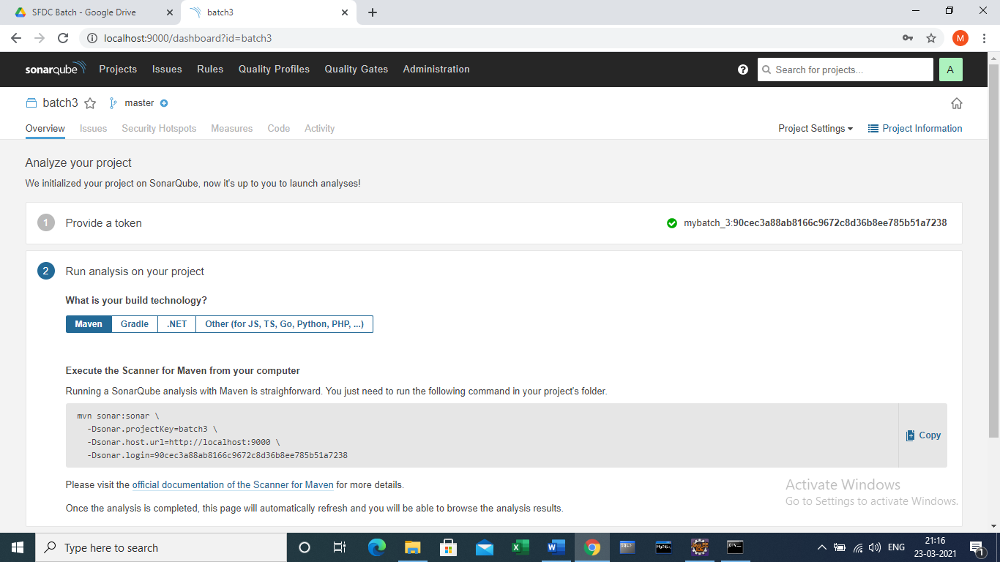 SFDC Batch - Google Drive
batch3
localhost:9000/dashboard?id=batch3
M
sonarqube Projects Issues Rules Quality Profiles Quality Gates Administration
? Search for projects... A
batch3 master
Overview Issues Security Hotspots Measures Code Activity
Project Settings Project Information
Analyze your project
We initialized your project on SonarQube, now it's up to you to launch analyses!
1 Provide a token mybatch_3:90cec3a88ab8166c9672c8d36b8ee785b51a7238
2 Run analysis on your project
What is your build technology?
Maven Gradle .NET Other (for JS, TS, Go, Python, PHP, ...)
Execute the Scanner for Maven from your computer
Running a SonarQube analysis with Maven is straighforward. You just need to run the following command in your project's folder.
mvn sonar:sonar \
-Dsonar.projectKey=batch3 \
-Dsonar.host.url=http://localhost:9000 \
-Dsonar.login=90cec3a88ab8166c9672c8d36b8ee785b51a7238
Copy
Please visit the official documentation of the Scanner for Maven for more details.
Once the analysis is completed, this page will automatically refresh and you will be able to browse the analysis results.
Activate Windows
Go to Settings to activate Windows.
Type here to search
ENG
21:16
23-03-2021
1